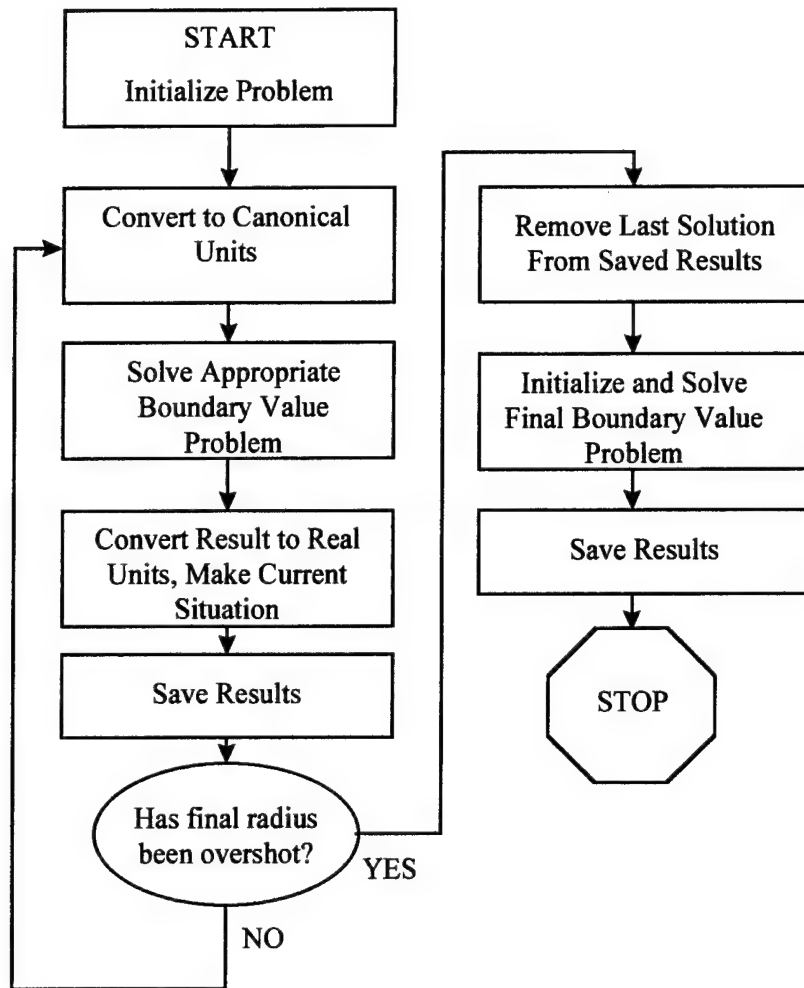 START
Initialize Problem
Convert to Canonical
Units
Solve Appropriate
Boundary Value
Problem
Convert Result to Real
Units, Make Current
Situation
Save Results
Has final radius
been overshot?
YES
NO
Remove Last Solution
From Saved Results
Initialize and Solve
Final Boundary Value
Problem
Save Results
STOP